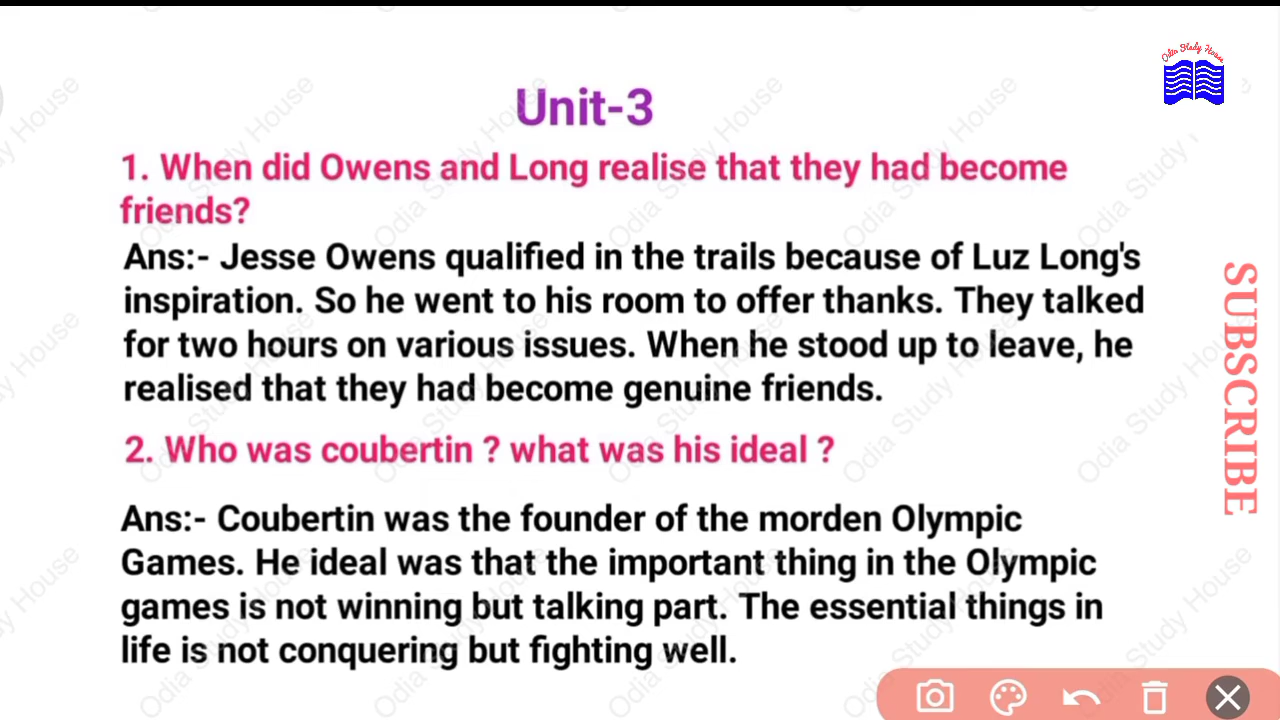 Odia Study House
Unit-3
1. When did Owens and Long realise that they had become
friends?
Ans:- Jesse Owens qualified in the trails because of Luz Long's
inspiration. So he went to his room to offer thanks. They talked
for two hours on various issues. When he stood up to leave, he
realised that they had become genuine friends.
2. Who was coubertin ? what was his ideal ?
Ans:- Coubertin was the founder of the morden Olympic
Games. He ideal was that the important thing in the Olympic
games is not winning but talking part. The essential things in
life is not conquering but fighting well.
SUBSCRIBE